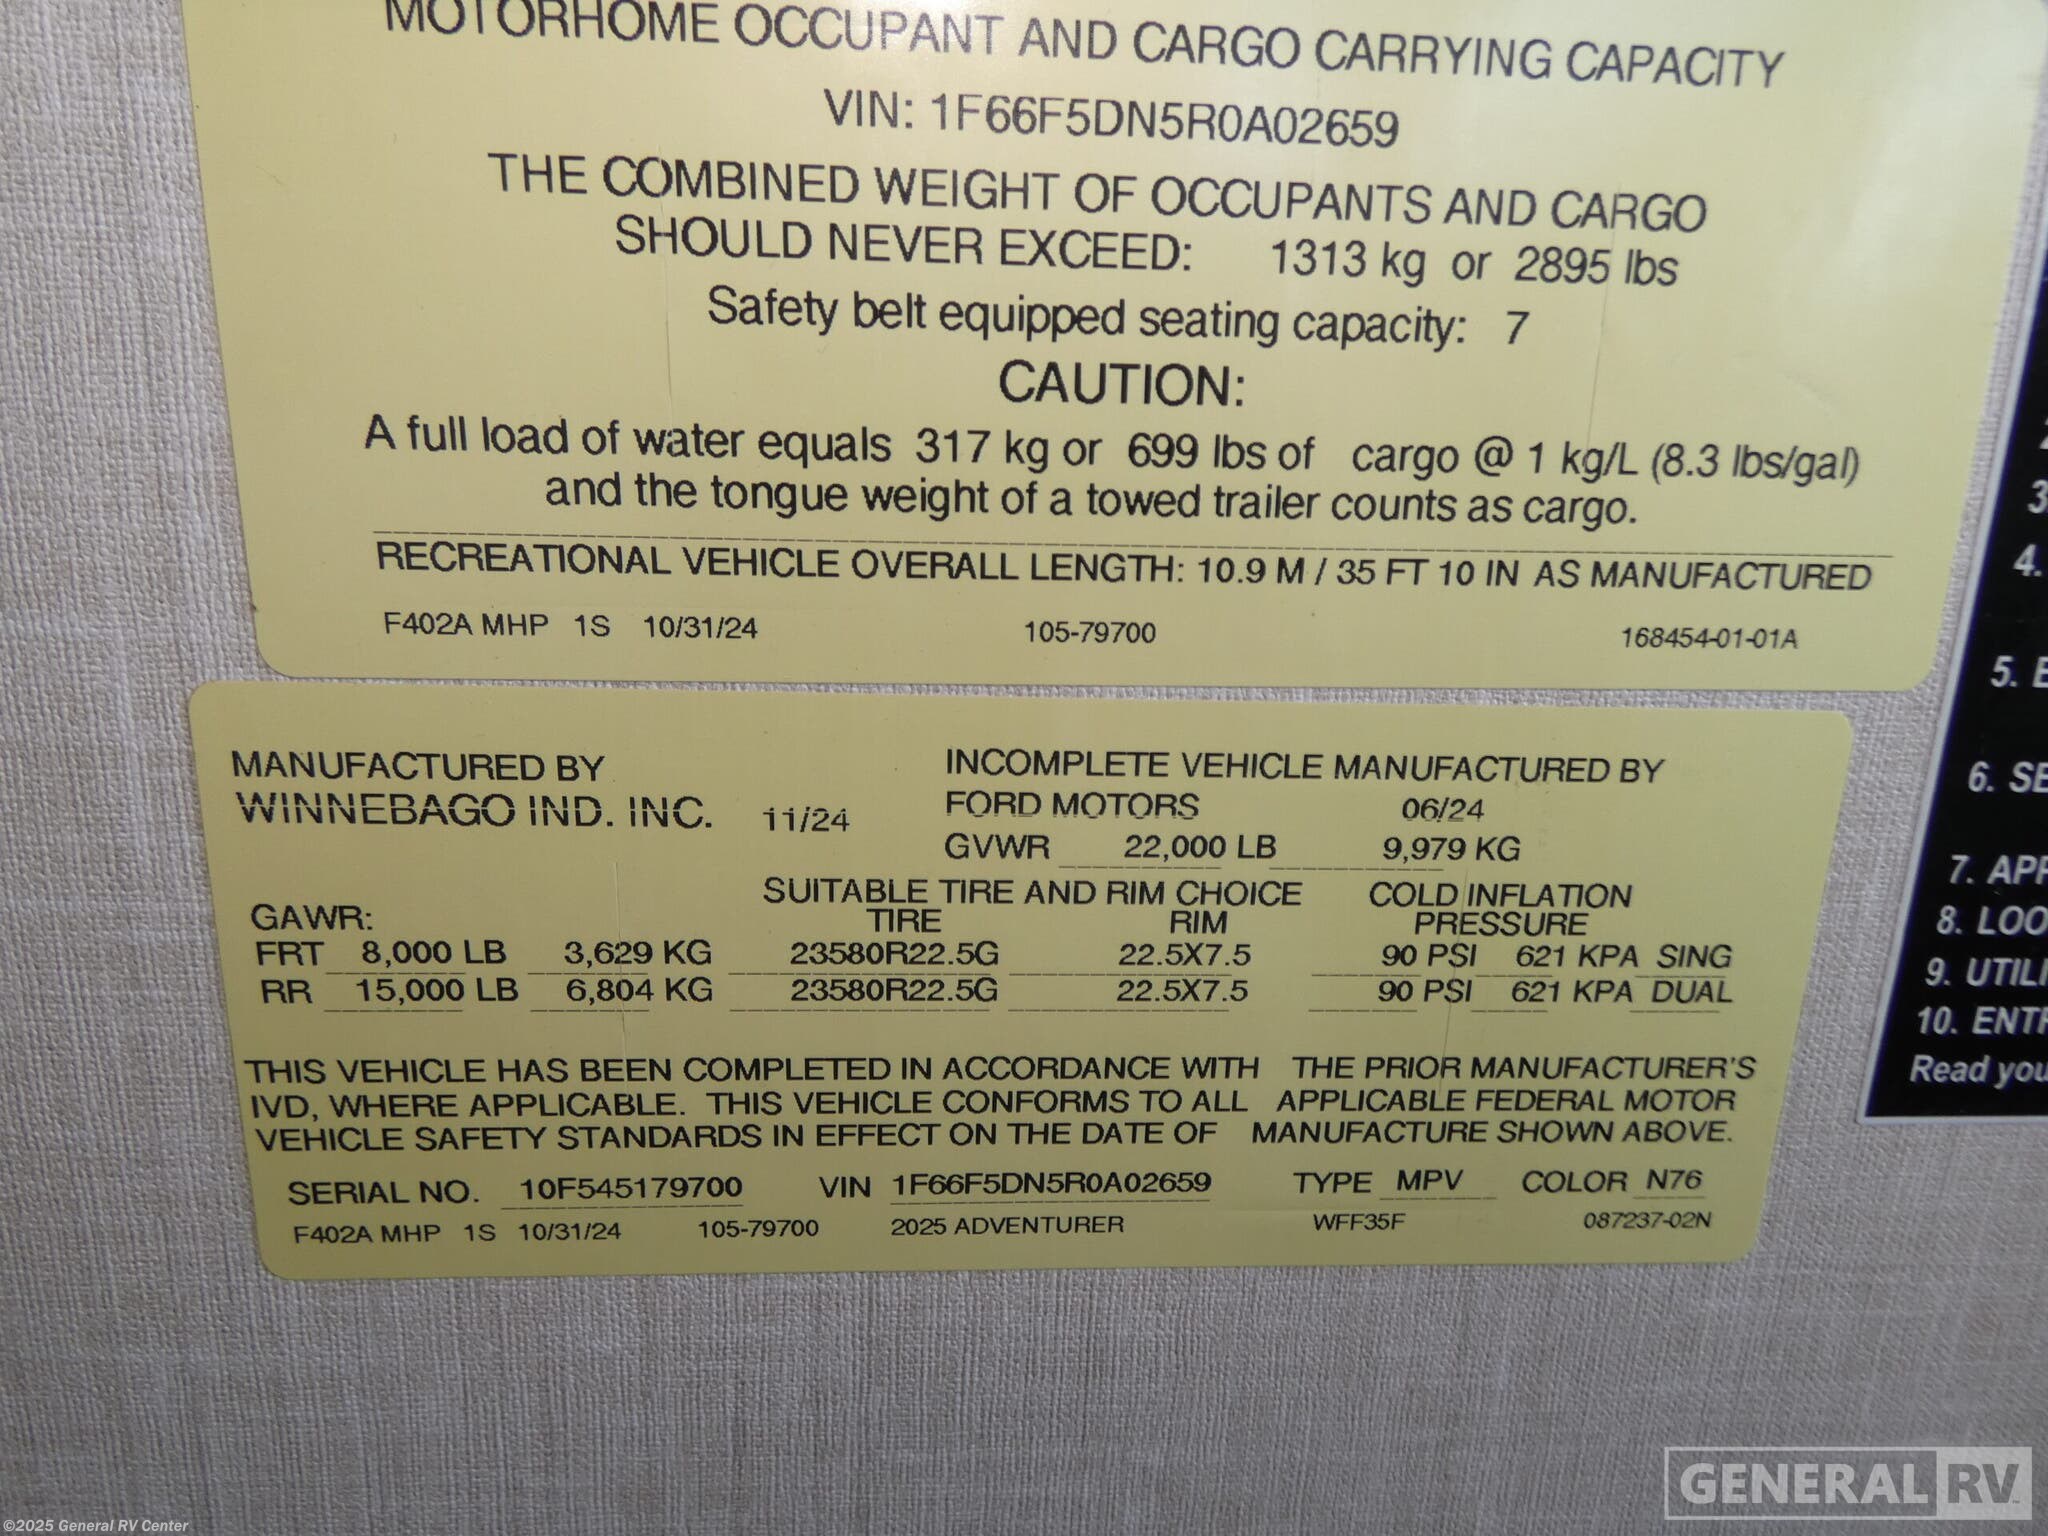 MOTORHOME OCCUPANT AND CARGO CARRYING CAPACITY
VIN: 1F66F5DN5R0A02659
THE COMBINED WEIGHT OF OCCUPANTS AND CARGO
SHOULD NEVER EXCEED: 1313 kg or 2895 lbs
Safety belt equipped seating capacity: 7
CAUTION:
A full load of water equals 317 kg or 699 lbs of cargo @ 1 kg/L (8.3 lbs/gal)
and the tongue weight of a towed trailer counts as cargo.
RECREATIONAL VEHICLE OVERALL LENGTH: 10.9 M / 35 FT 10 IN AS MANUFACTURED
F402A MHP 1S 10/31/24 105-79700 168454-01-01A
MANUFACTURED BY INCOMPLETE VEHICLE MANUFACTURED BY
WINNEBAGO IND. INC. 11/24 FORD MOTORS 06/24
GVWR 22,000 LB 9,979 KG
SUITABLE TIRE AND RIM CHOICE COLD INFLATION
GAWR: TIRE RIM PRESSURE
FRT 8,000 LB 3,629 KG 23580R22.5G 22.5X7.5 90 PSI 621 KPA SING
RR 15,000 LB 6,804 KG 23580R22.5G 22.5X7.5 90 PSI 621 KPA DUAL
THIS VEHICLE HAS BEEN COMPLETED IN ACCORDANCE WITH THE PRIOR MANUFACTURER'S
IVD, WHERE APPLICABLE. THIS VEHICLE CONFORMS TO ALL APPLICABLE FEDERAL MOTOR
VEHICLE SAFETY STANDARDS IN EFFECT ON THE DATE OF MANUFACTURE SHOWN ABOVE.
SERIAL NO. 10F545179700 VIN 1F66F5DN5R0A02659 TYPE MPV COLOR N76
F402A MHP 1S 10/31/24 105-79700 2025 ADVENTURER WFF35F 087237-02N
3.
4.
5.
6.
7.
8.
9.
10.
Read
GENERAL RV
©2025 General RV Center